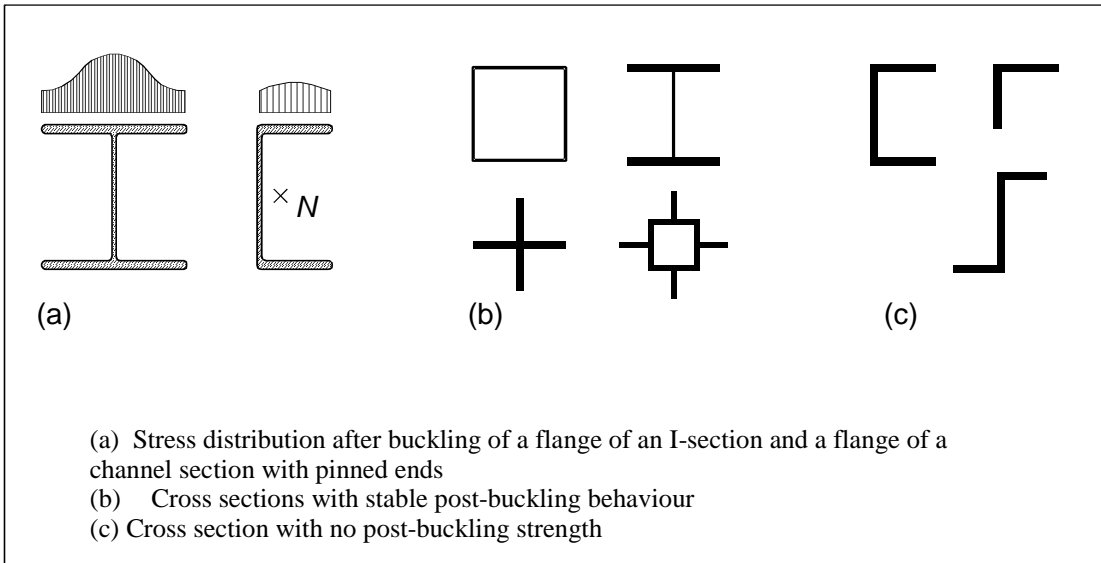 N
(a)
(b)
(c)
(a) Stress distribution after buckling of a flange of an I-section and a flange of a
channel section with pinned ends
(b) Cross sections with stable post-buckling behaviour
(c) Cross section with no post-buckling strength